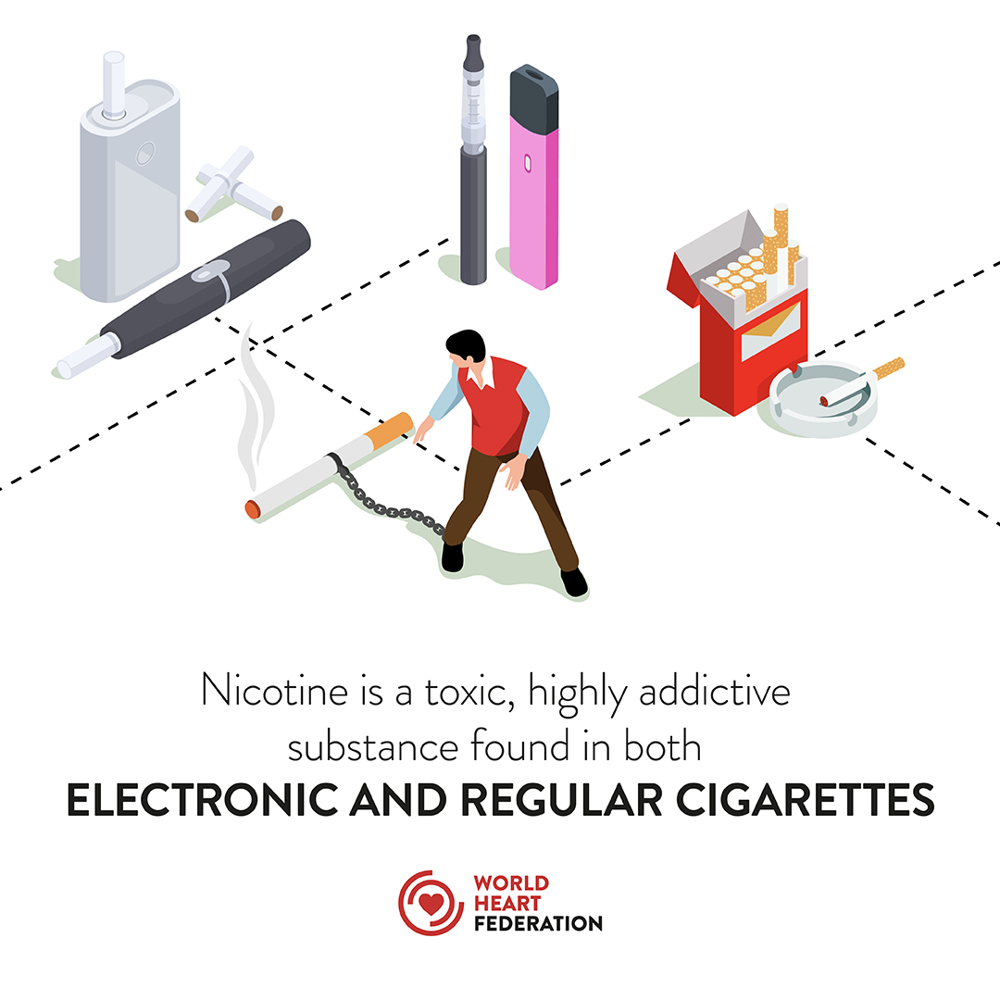 Nicotine is a toxic, highly addictive
substance found in both
ELECTRONIC AND REGULAR CIGARETTES
WORLD
HEART
FEDERATION